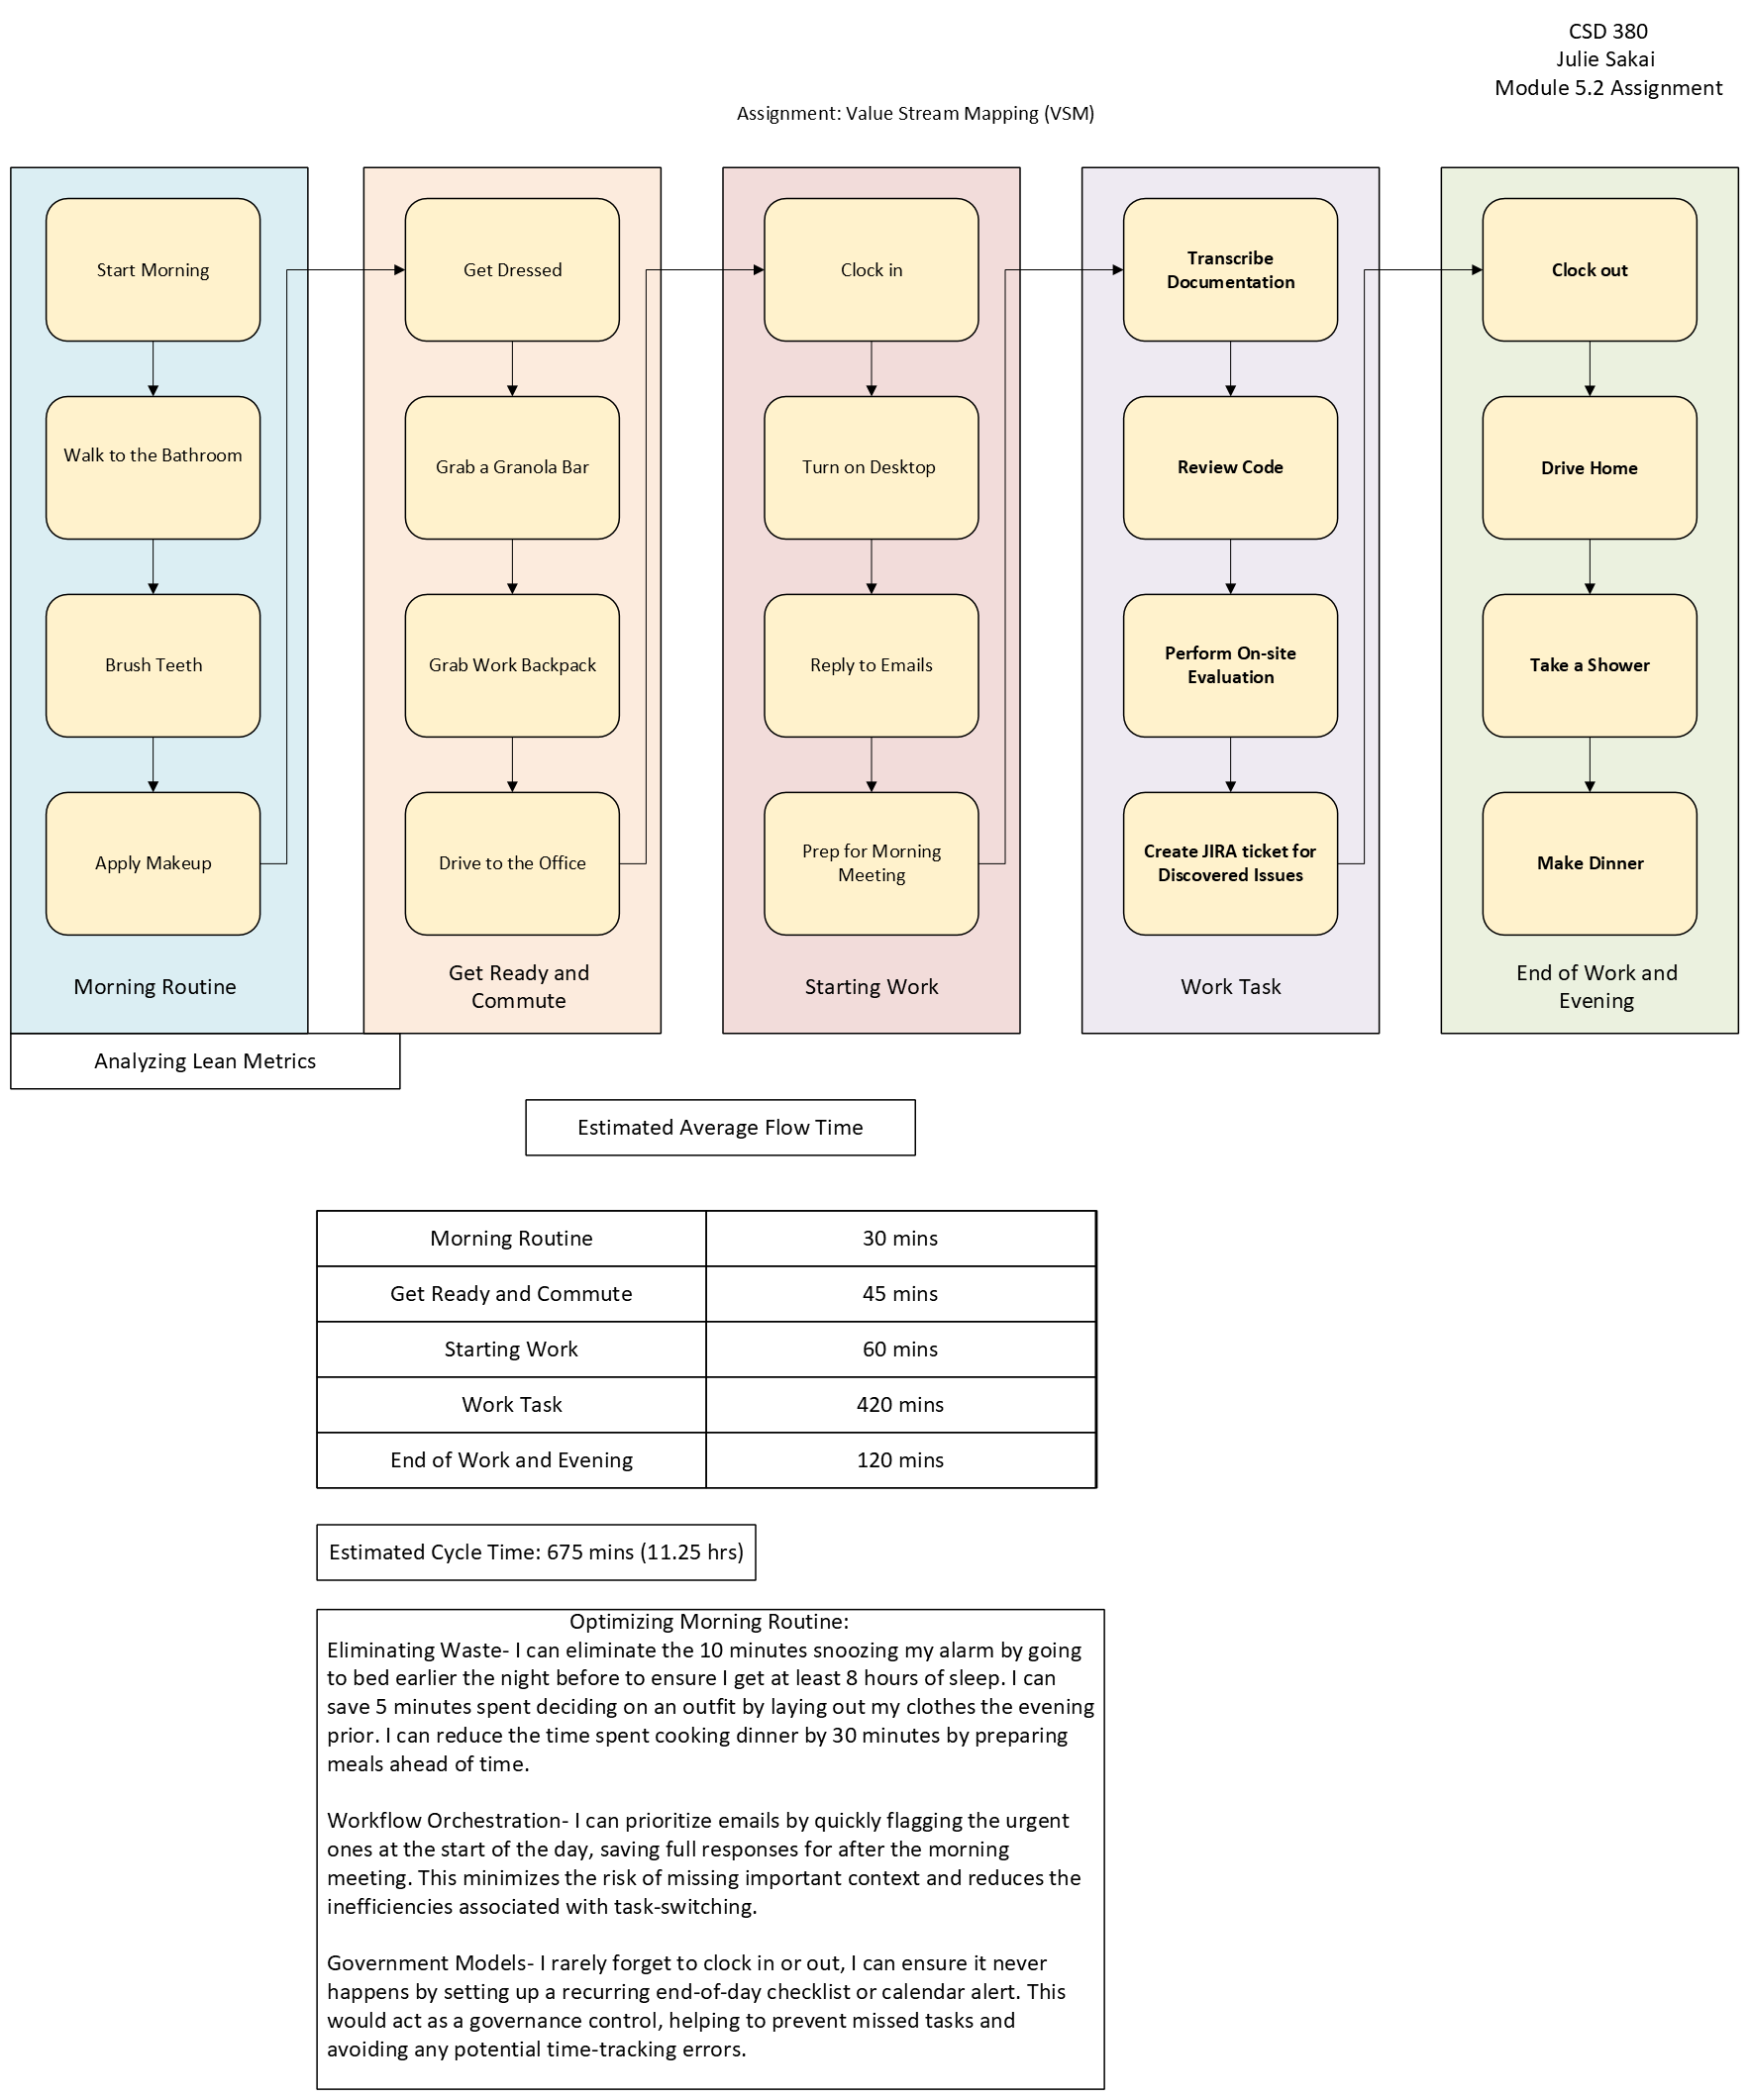 CSD 380
Julie Sakai
Module 5.2 Assignment
Assignment: Value Stream Mapping (VSM)
Start Morning
Walk to the Bathroom
Brush Teeth
Apply Makeup
Morning Routine
Get Dressed
Grab a Granola Bar
Grab Work Backpack
Drive to the Office
Get Ready and
Commute
Clock in
Turn on Desktop
Reply to Emails
Prep for Morning
Meeting
Starting Work
Transcribe
Documentation
Review Code
Perform On-site
Evaluation
Create JIRA ticket for
Discovered Issues
Work Task
Clock out
Drive Home
Take a Shower
Make Dinner
End of Work and
Evening
Analyzing Lean Metrics
Estimated Average Flow Time
Morning Routine 30 mins
Get Ready and Commute 45 mins
Starting Work 60 mins
Work Task 420 mins
End of Work and Evening 120 mins
Estimated Cycle Time: 675 mins (11.25 hrs)
Optimizing Morning Routine:
Eliminating Waste- I can eliminate the 10 minutes snoozing my alarm by going
to bed earlier the night before to ensure I get at least 8 hours of sleep. I can
save 5 minutes spent deciding on an outfit by laying out my clothes the evening
prior. I can reduce the time spent cooking dinner by 30 minutes by preparing
meals ahead of time.
Workflow Orchestration- I can prioritize emails by quickly flagging the urgent
ones at the start of the day, saving full responses for after the morning
meeting. This minimizes the risk of missing important context and reduces the
inefficiencies associated with task-switching.
Government Models- I rarely forget to clock in or out, I can ensure it never
happens by setting up a recurring end-of-day checklist or calendar alert. This
would act as a governance control, helping to prevent missed tasks and
avoiding any potential time-tracking errors.